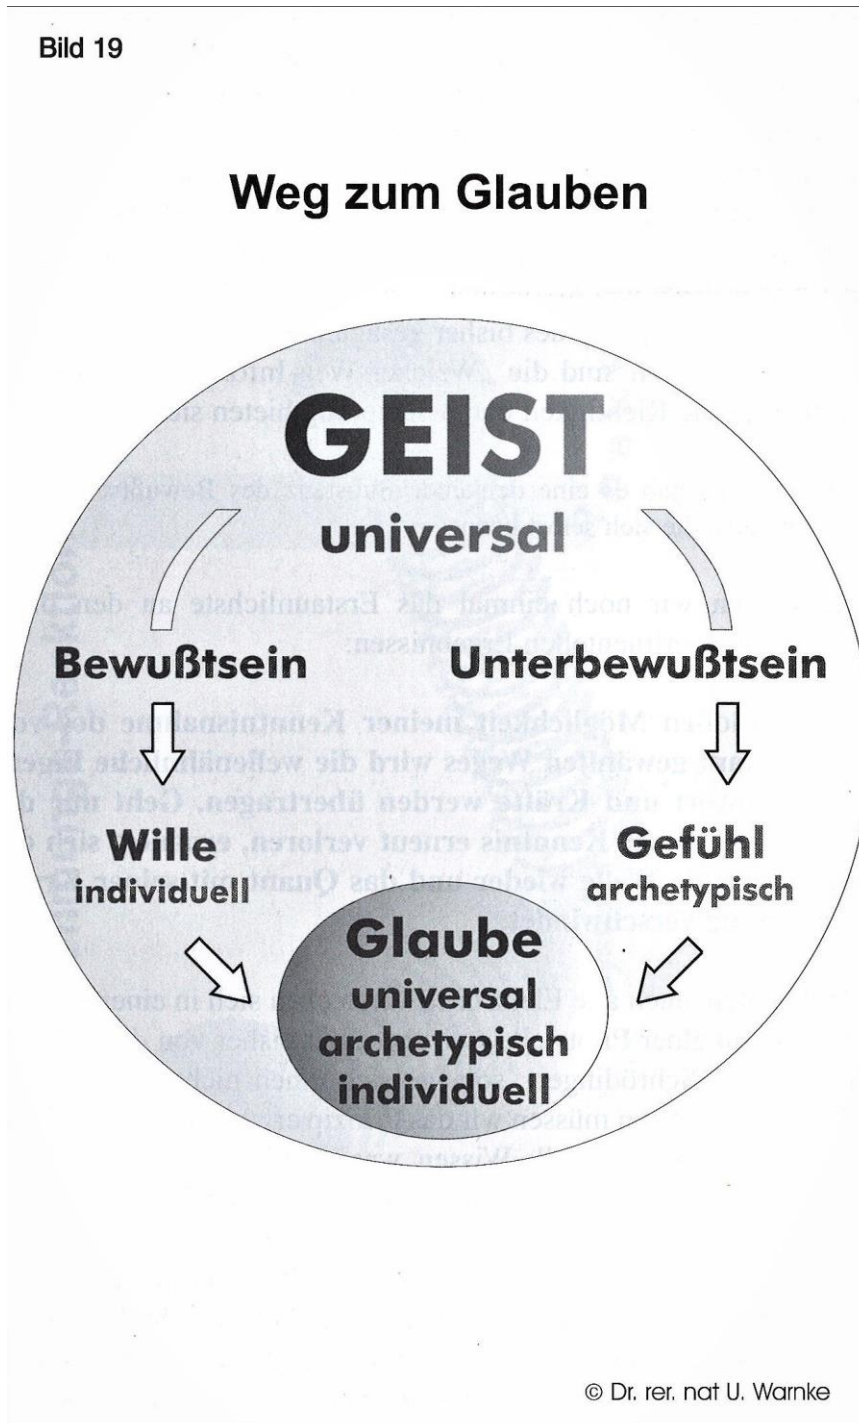 Bild 19
Weg zum Glauben
GEIST
universal
Bewußtsein
Unterbewußtsein
Wille
individuell
Gefühl
archetypisch
Glaube
universal
archetypisch
individuell
© Dr. rer. nat U. Warnke